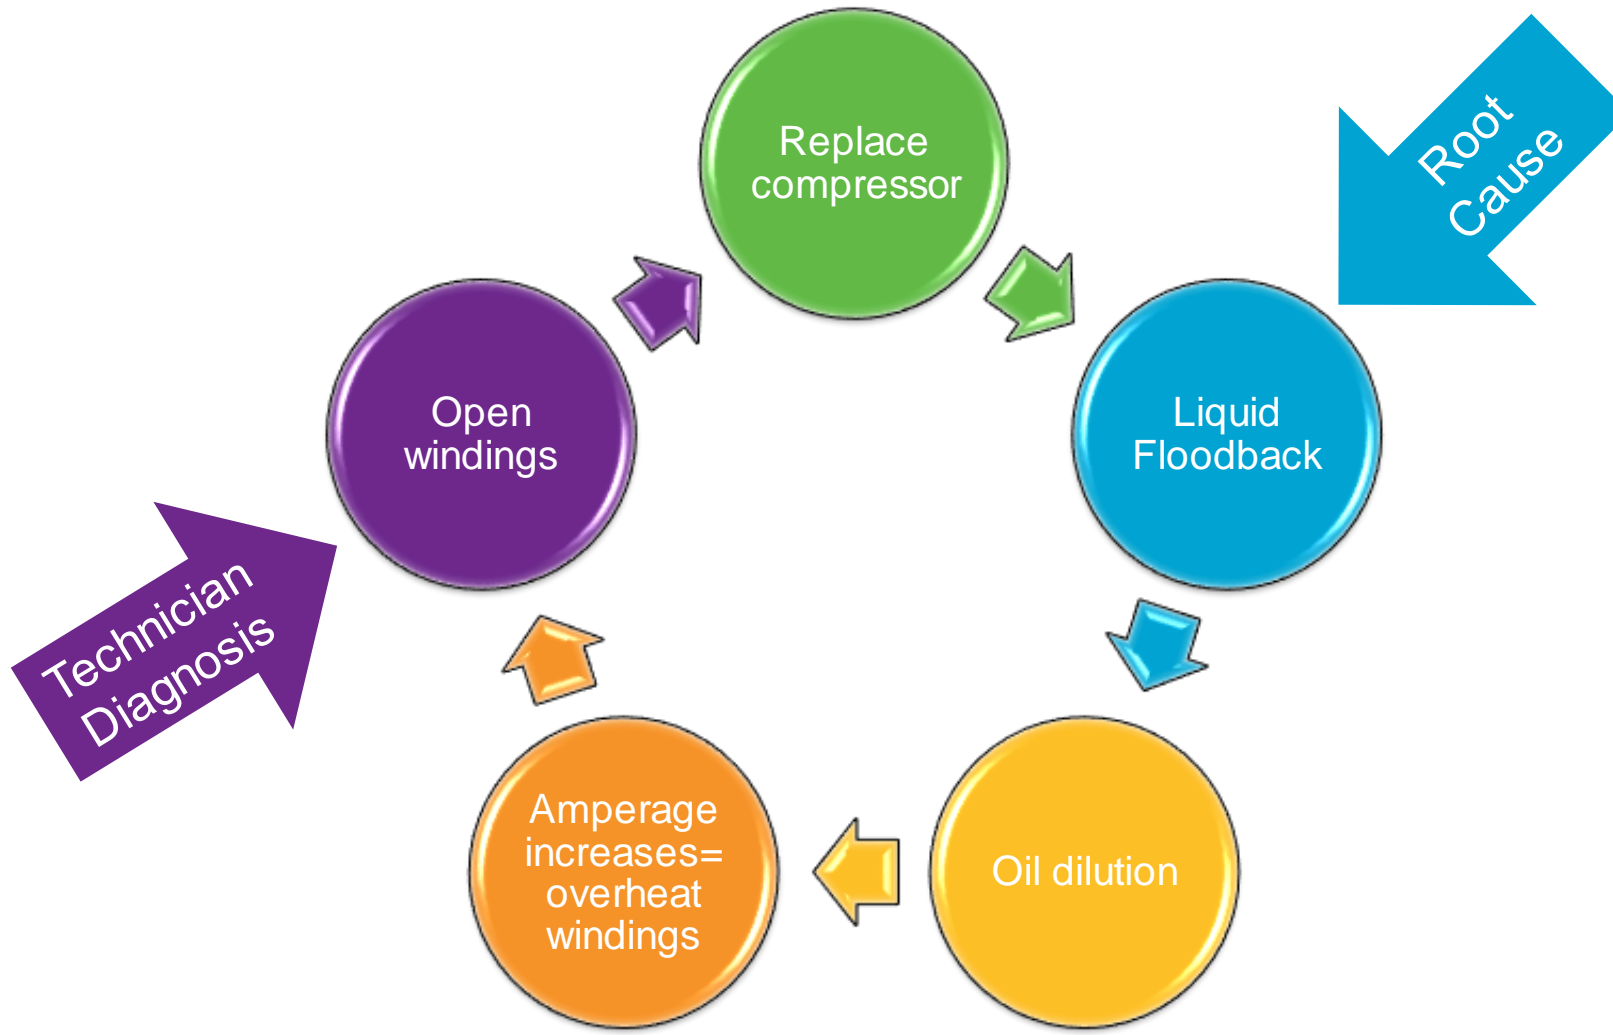 Replace
compressor
Root
Cause
Liquid
Floodback
Oil dilution
Amperage
increases=
overheat
windings
Open
windings
Technician
Diagnosis